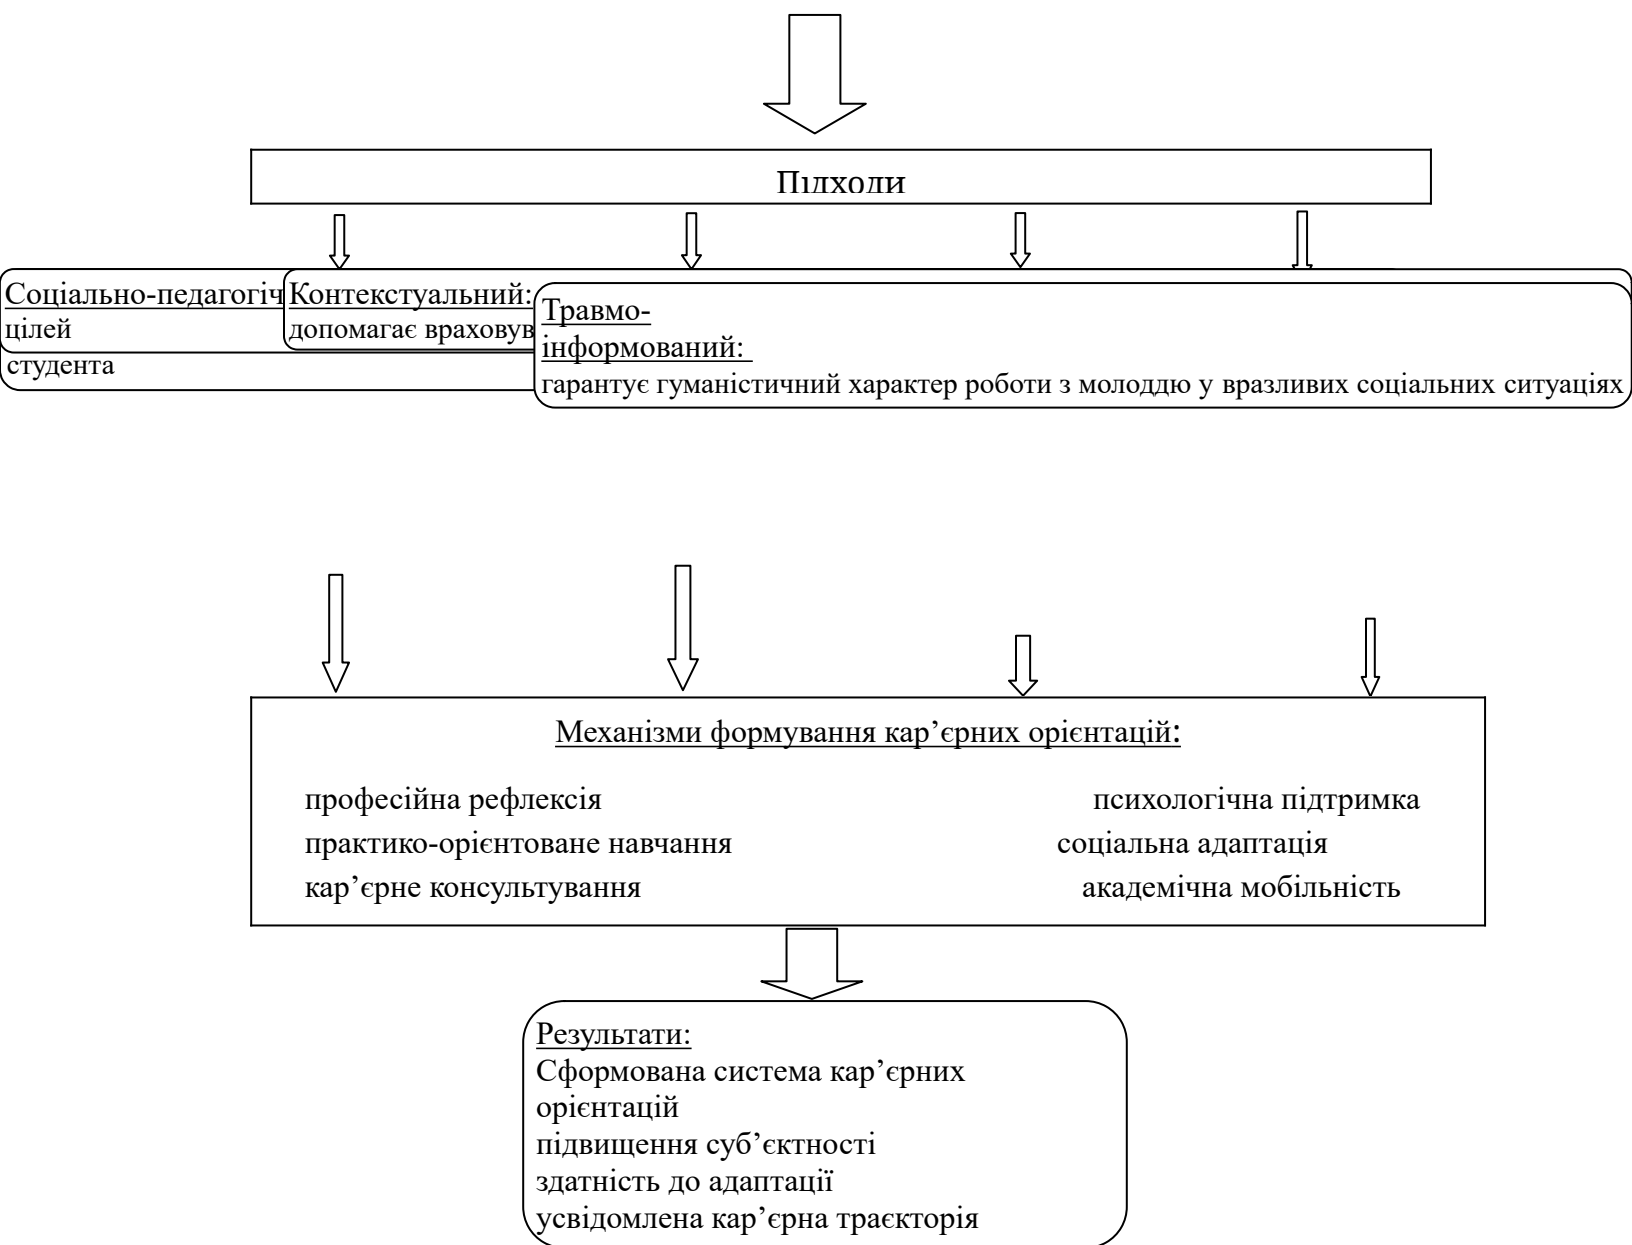 Підходи
Соціально-педагогіч
цілей
студента
Контекстуальний:
допомагає враховув
Травмо-
інформований:
гарантує гуманістичний характер роботи з молоддю у вразливих соціальних ситуаціях
Механізми формування кар’єрних орієнтацій:
професійна рефлексія психологічна підтримка
практико-орієнтоване навчання соціальна адаптація
кар’єрне консультування академічна мобільність
Результати:
Сформована система кар’єрних
орієнтацій
підвищення суб’єктності
здатність до адаптації
усвідомлена кар’єрна траєкторія